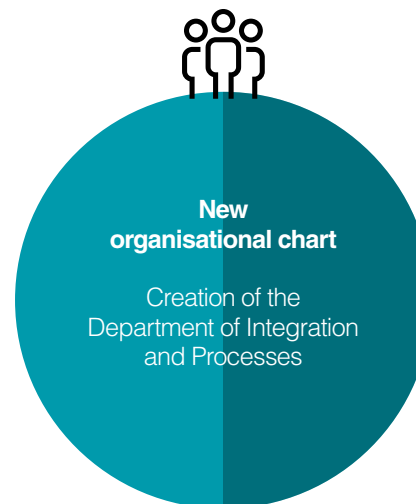 New
organisational chart
Creation of the
Department of Integration
and Processes